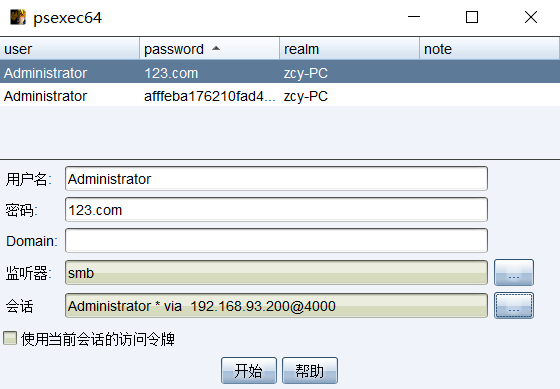 psexec64
user password realm note
Administrator 123.com zcy-PC
Administrator afffeba176210fad4... zcy-PC
用户名: Administrator
密码: 123.com
Domain:
监听器: smb ...
会话 Administrator * via 192.168.93.200@4000 ...
使用当前会话的访问令牌
开始 帮助